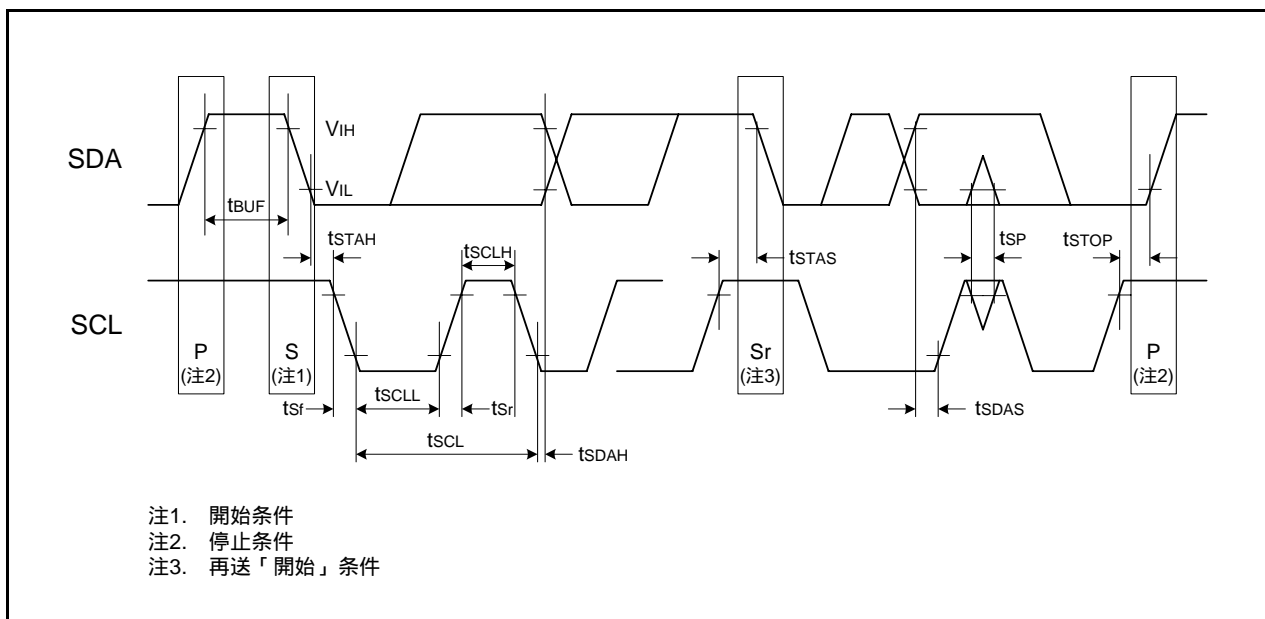 SDA
VIH
VIL
tBUF
tSTAH
tSCLH
tSTAS
tSP
tSTOP
SCL
P
(注2)
S
(注1)
Sr
(注3)
P
(注2)
tSf
tSCLL
tSr
tSDAS
tSCL
tSDAH
注1. 開始条件
注2. 停止条件
注3. 再送「開始」条件